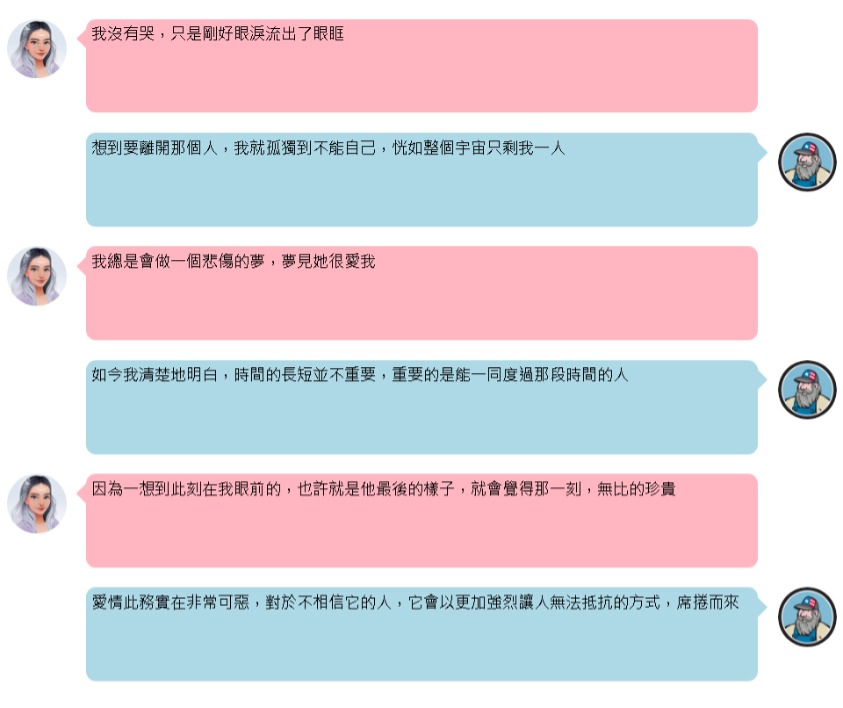 我沒有哭，只是剛好眼淚流出了眼眶
想到要離開那個人，我就孤獨到不能自己，恍如整個宇宙只剩我一人
我總是會做一個悲傷的夢，夢見她很愛我
如今我清楚地明白，時間的長短並不重要，重要的是能一同度過那段時間的人
因為一想到此刻在我眼前的，也許就是他最後的樣子，就會覺得那一刻，無比的珍貴
愛情此務實在非常可惡，對於不相信它的人，它會以更加強烈讓人無法抵抗的方式，席捲而來